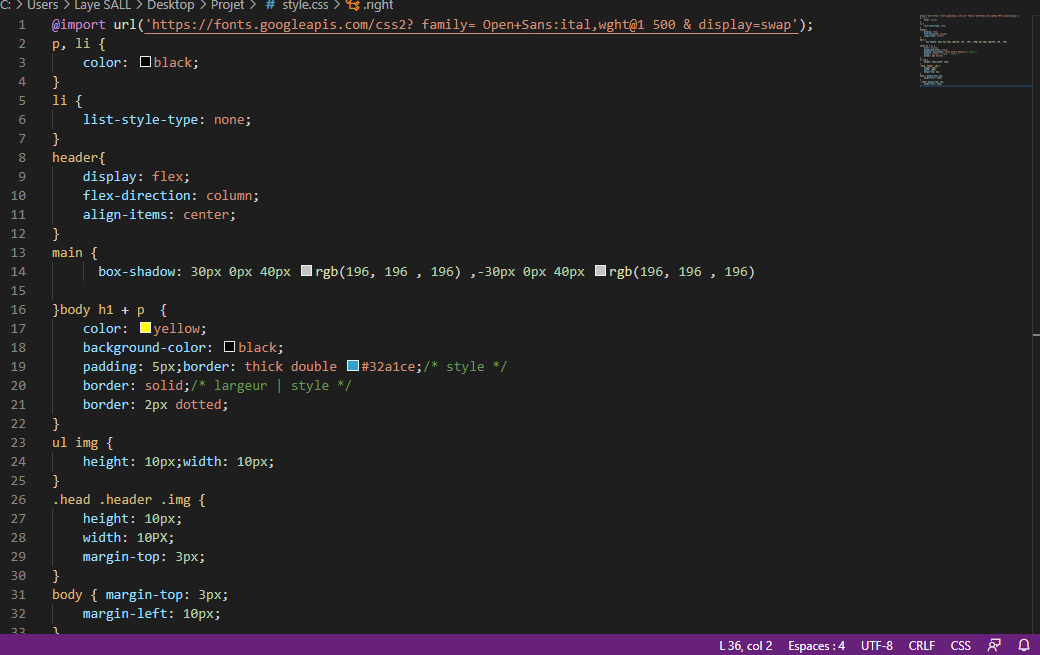 C: > Users > Laye SALL > Desktop > Projet > # style.css > .right
1 @import url('https://fonts.googleapis.com/css2? family= Open+Sans:ital,wght@1 500 & display=swap');
2 p, li {
3 color: black;
4 }
5 li {
6 list-style-type: none;
7 }
8 header{
9 display: flex;
10 flex-direction: column;
11 align-items: center;
12 }
13 main {
14 box-shadow: 30px 0px 40px rgb(196, 196 , 196) ,-30px 0px 40px rgb(196, 196 , 196)
15
16 }body h1 + p  {
17 color: yellow;
18 background-color: black;
19 padding: 5px;border: thick double #32a1ce;/* style */
20 border: solid;/* largeur | style */
21 border: 2px dotted;
22 }
23 ul img {
24 height: 10px;width: 10px;
25 }
26 .head .header .img {
27 height: 10px;
28 width: 10PX;
29 margin-top: 3px;
30 }
31 body { margin-top: 3px;
32 margin-left: 10px;
33 }
L 36, col 2 Espaces : 4 UTF-8 CRLF CSS